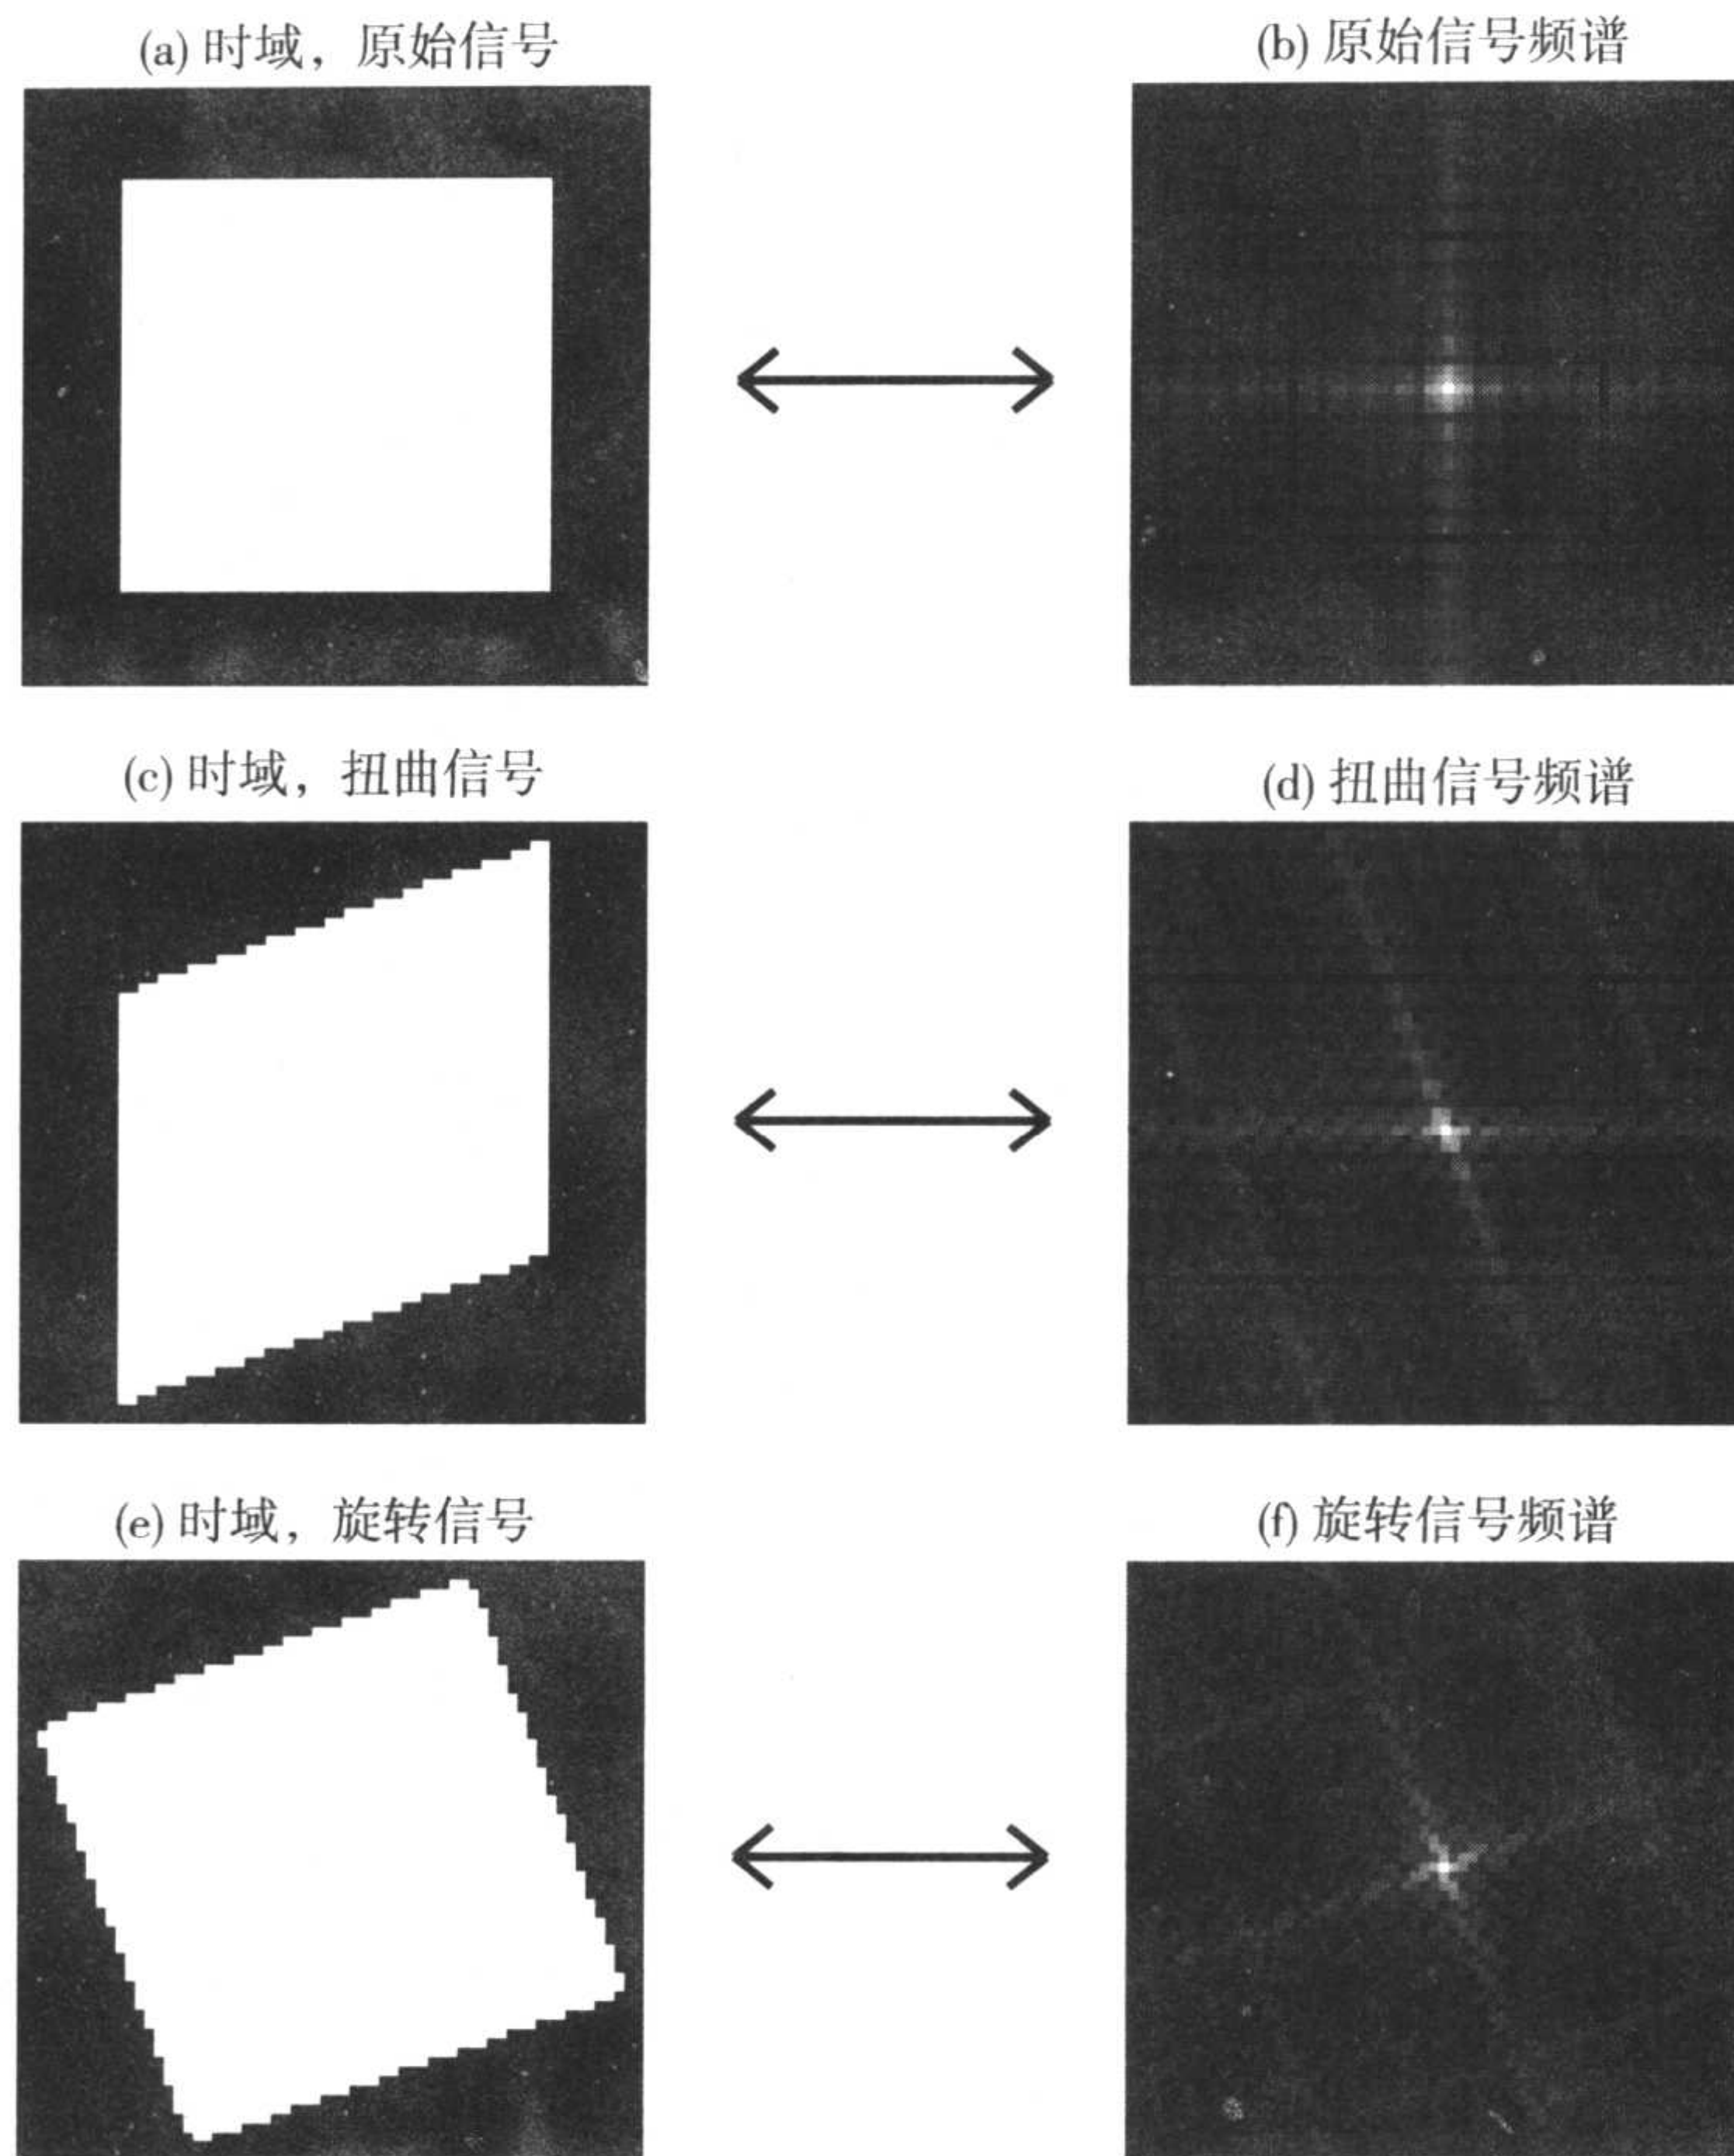 (a) 时域，原始信号
(b) 原始信号频谱
(c) 时域，扭曲信号
(d) 扭曲信号频谱
(e) 时域，旋转信号
(f) 旋转信号频谱